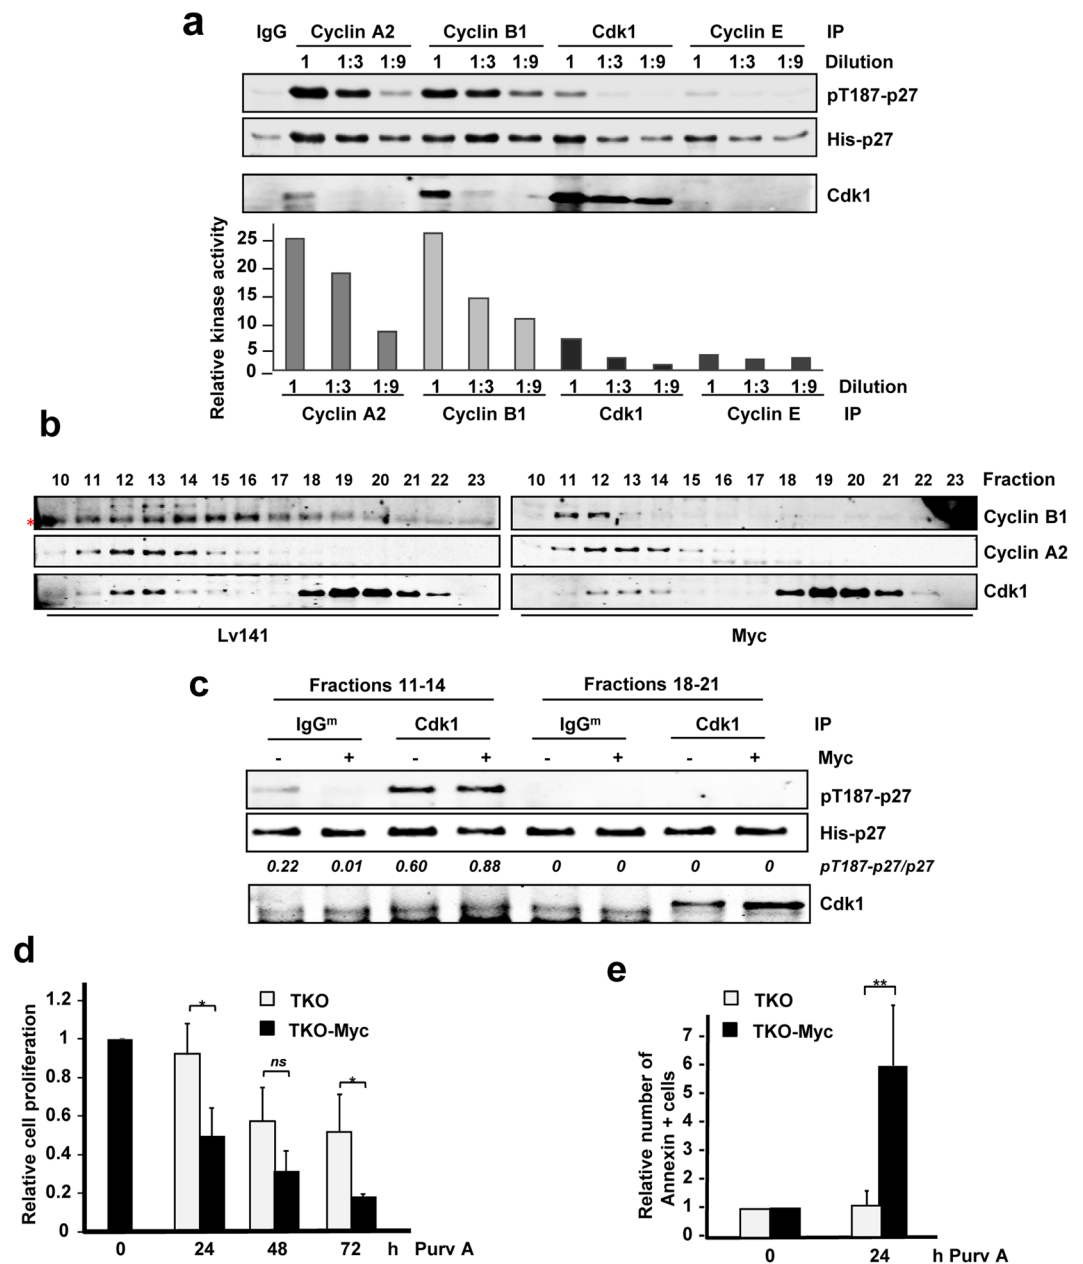 a
IgG Cyclin A2 Cyclin B1 Cdk1 Cyclin E IP
1 1:3 1:9 1 1:3 1:9 1 1:3 1:9 1 1:3 1:9 Dilution
pT187-p27
His-p27
Cdk1
Relative kinase activity
25
20
15
10
5
0
1 1:3 1:9 1 1:3 1:9 1 1:3 1:9 1 1:3 1:9 Dilution
Cyclin A2 Cyclin B1 Cdk1 Cyclin E IP
b
10 11 12 13 14 15 16 17 18 19 20 21 22 23 10 11 12 13 14 15 16 17 18 19 20 21 22 23 Fraction
* Cyclin B1
Cyclin A2
Cdk1
Lv141 Myc
c
Fractions 11-14 Fractions 18-21
IgGᵐ Cdk1 IgGᵐ Cdk1 IP
- + - + - + - + Myc
pT187-p27
His-p27
0.22 0.01 0.60 0.88 0 0 0 0 pT187-p27/p27
Cdk1
d
Relative cell proliferation
1.2
1
0.8
0.6
0.4
0.2
0
TKO
TKO-Myc
* ns *
0 24 48 72 h Purv A
e
Relative number of
Annexin + cells
7
6
5
4
3
2
1
0
TKO
TKO-Myc
**
0 24 h Purv A